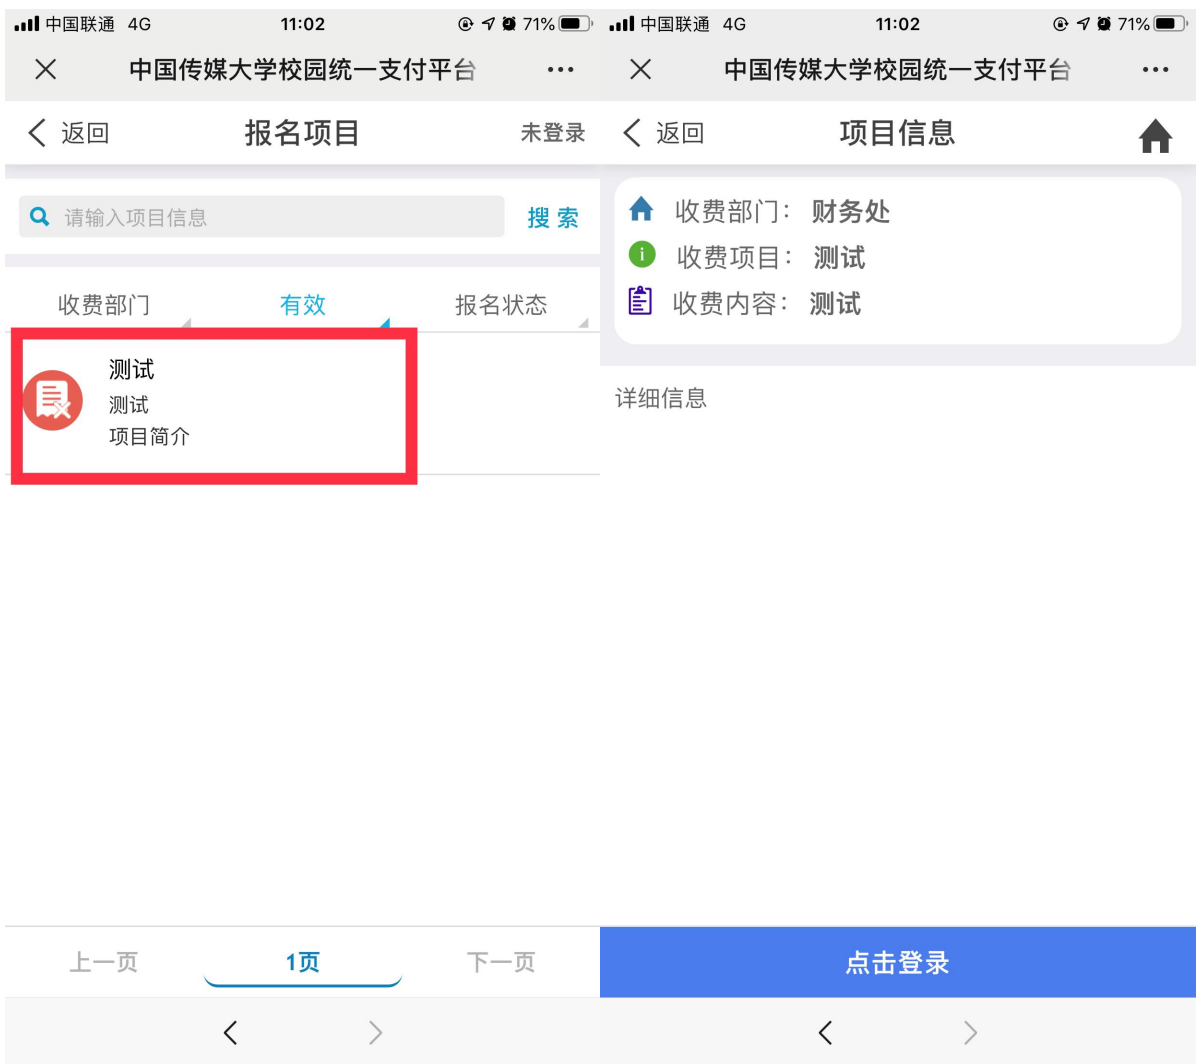 中国联通 4G 11:02 71%
中国传媒大学校园统一支付平台
返回 报名项目 未登录
请输入项目信息 搜索
收费部门 有效 报名状态
测试
测试
项目简介
上一页 1页 下一页
中国联通 4G 11:02 71%
中国传媒大学校园统一支付平台
返回 项目信息
收费部门: 财务处
收费项目: 测试
收费内容: 测试
详细信息
点击登录